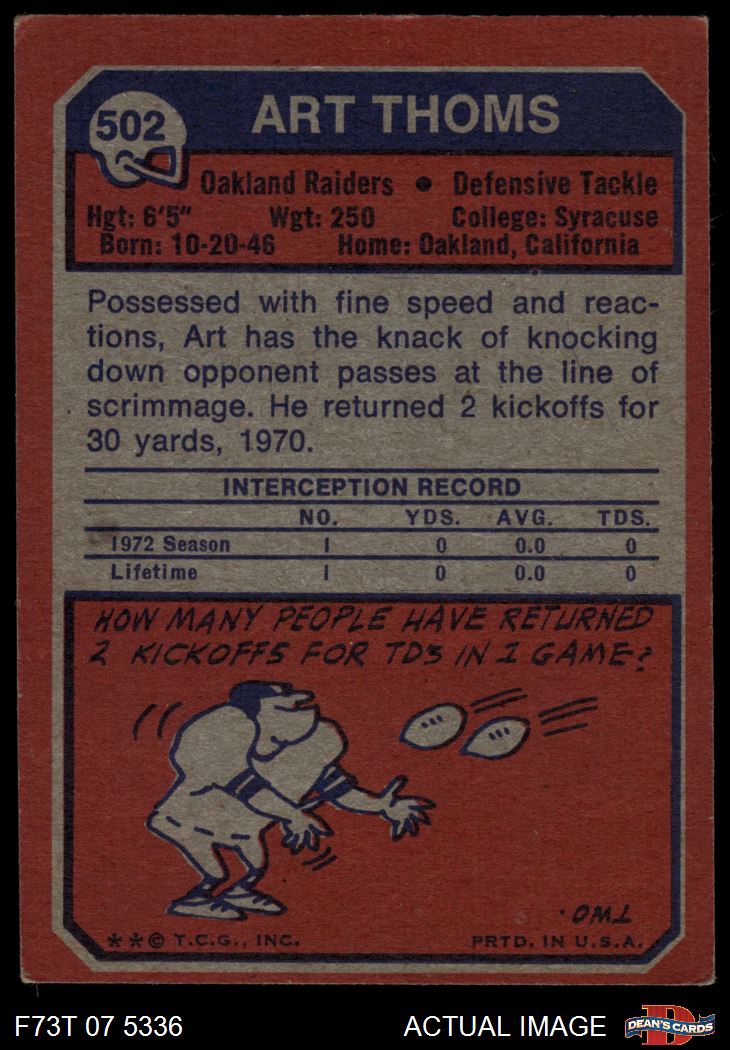 502
ART THOMS
Oakland Raiders • Defensive Tackle
Hgt: 6'5" Wgt: 250 College: Syracuse
Born: 10-20-46 Home: Oakland, California
Possessed with fine speed and reac-
tions, Art has the knack of knocking
down opponent passes at the line of
scrimmage. He returned 2 kickoffs for
30 yards, 1970.
INTERCEPTION RECORD
NO. YDS. AVG. TDS.
1972 Season 1 0 0.0 0
Lifetime 1 0 0.0 0
HOW MANY PEOPLE HAVE RETURNED
2 KICKOFFS FOR TD'S IN 1 GAME?
TWO.
** © T.C.G., INC. PRTD. IN U.S.A.
F73T 07 5336 ACTUAL IMAGE D DEAN'S CARDS